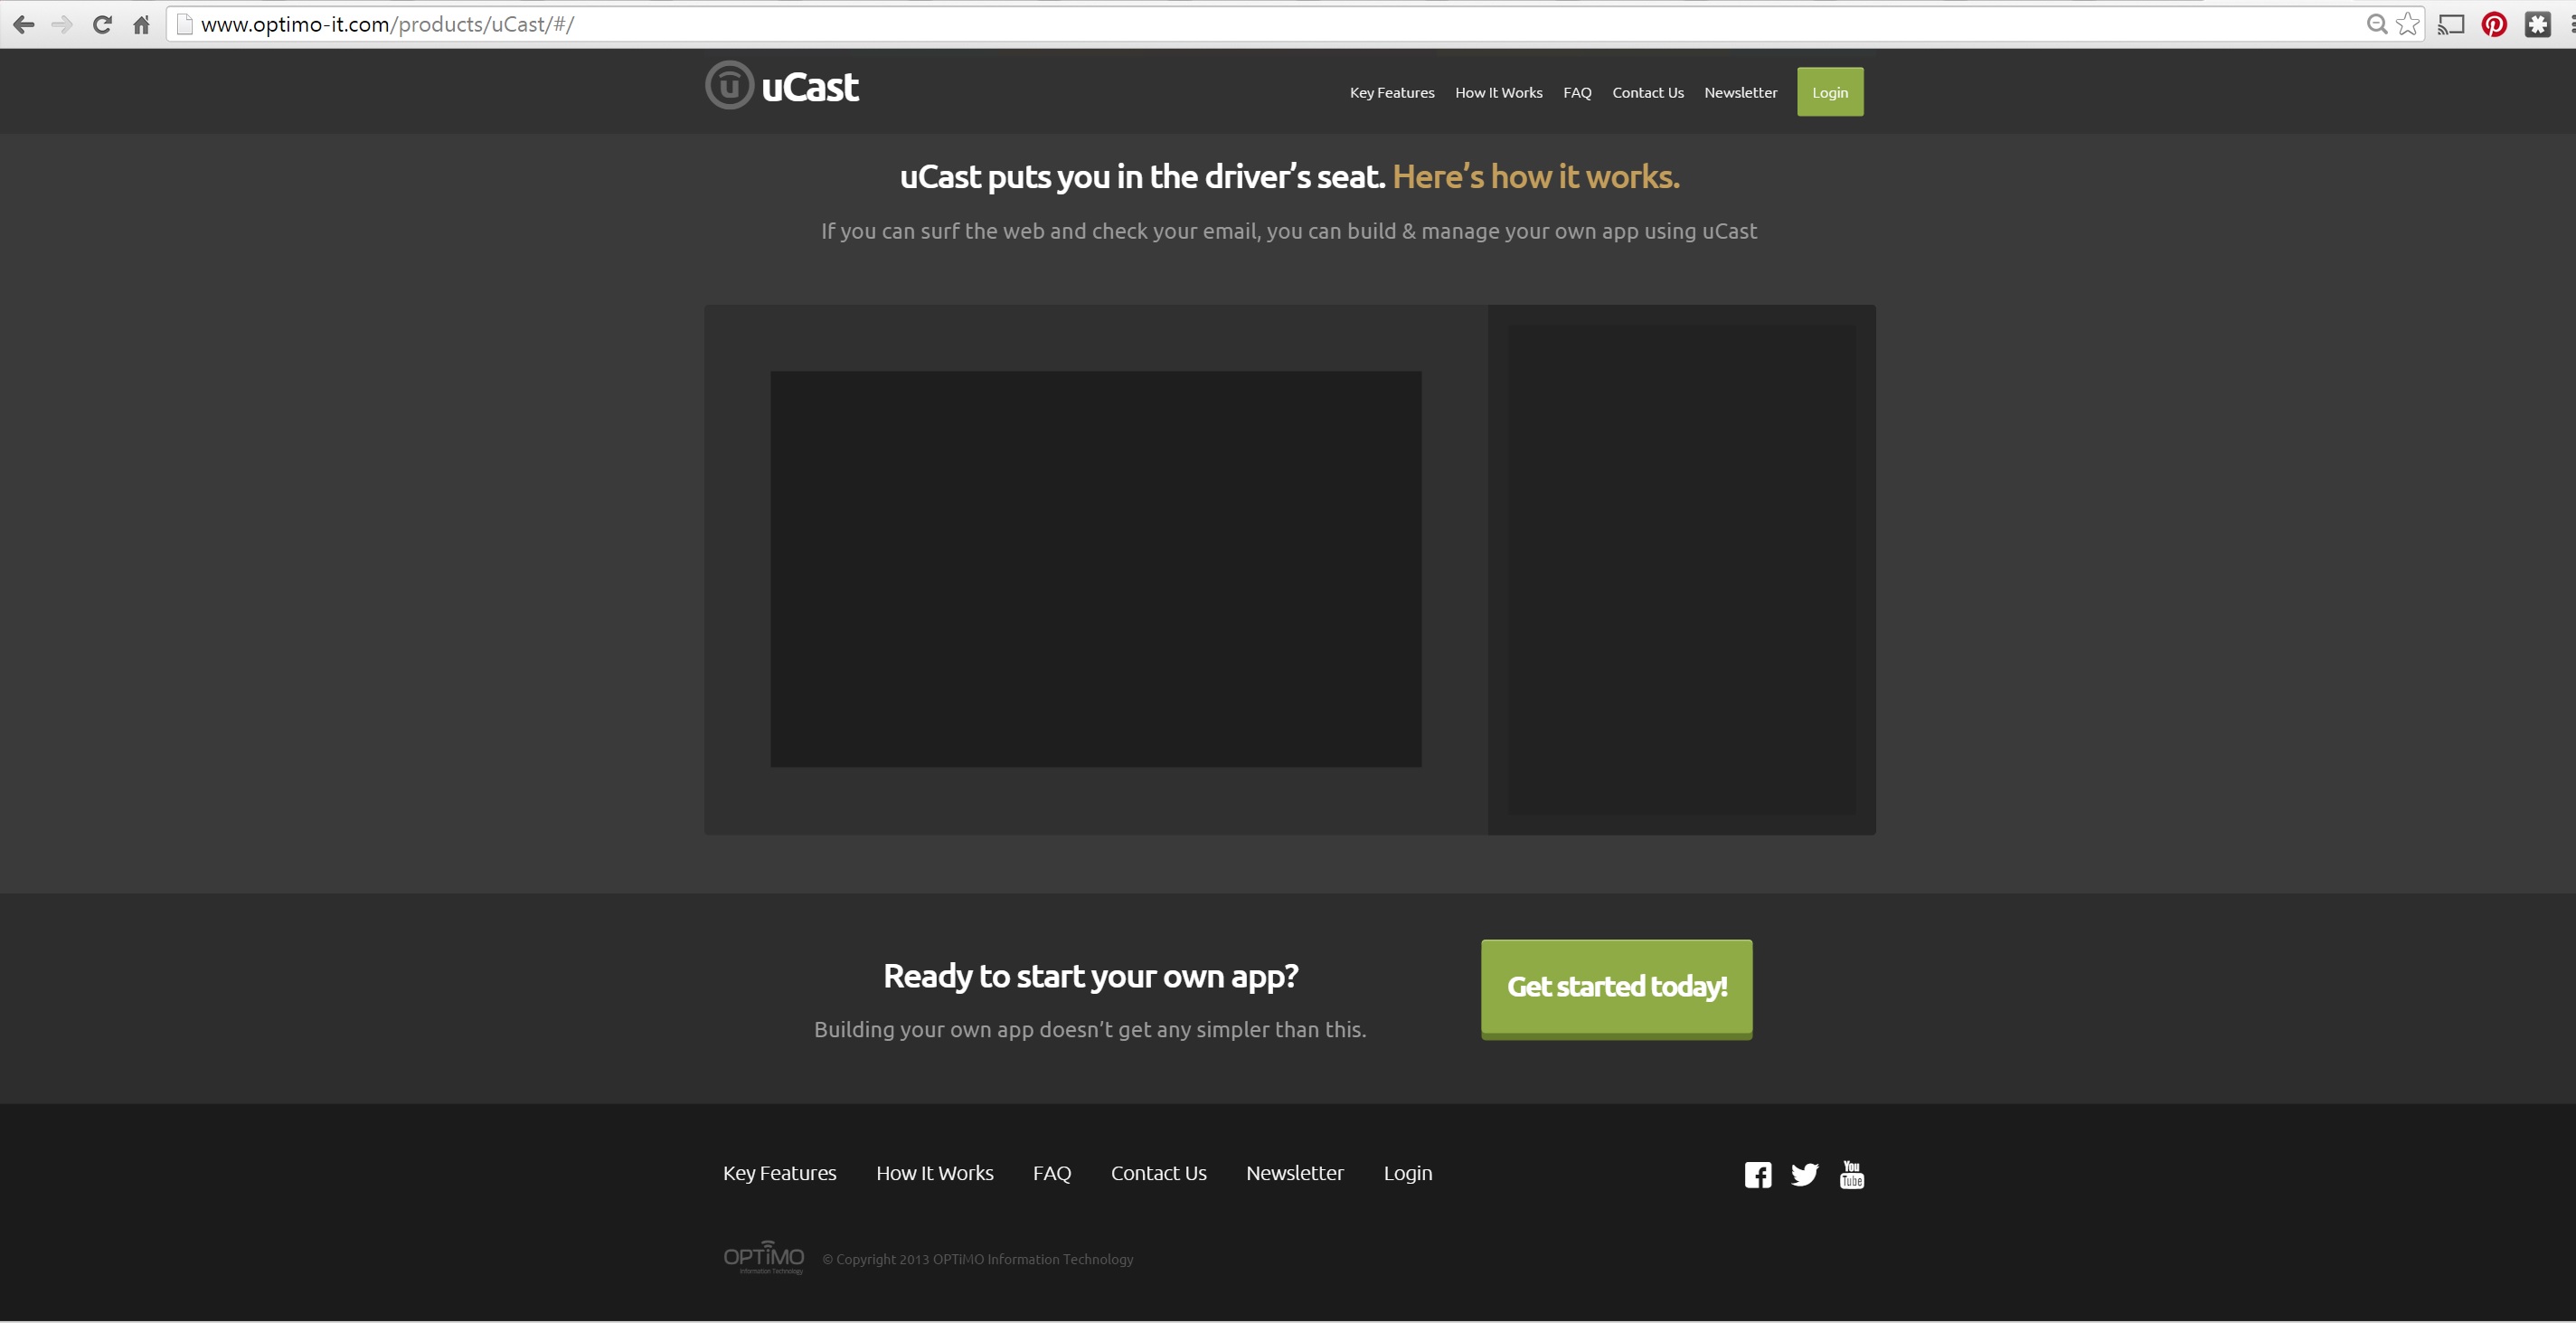 www.optimo-it.com/products/uCast/#/
uCast
Key Features How It Works FAQ Contact Us Newsletter Login
uCast puts you in the driver’s seat. Here’s how it works.
If you can surf the web and check your email, you can build & manage your own app using uCast
Ready to start your own app?
Get started today!
Building your own app doesn’t get any simpler than this.
Key Features How It Works FAQ Contact Us Newsletter Login
You
Tube
OPTiMO
Information Technology
© Copyright 2013 OPTiMO Information Technology